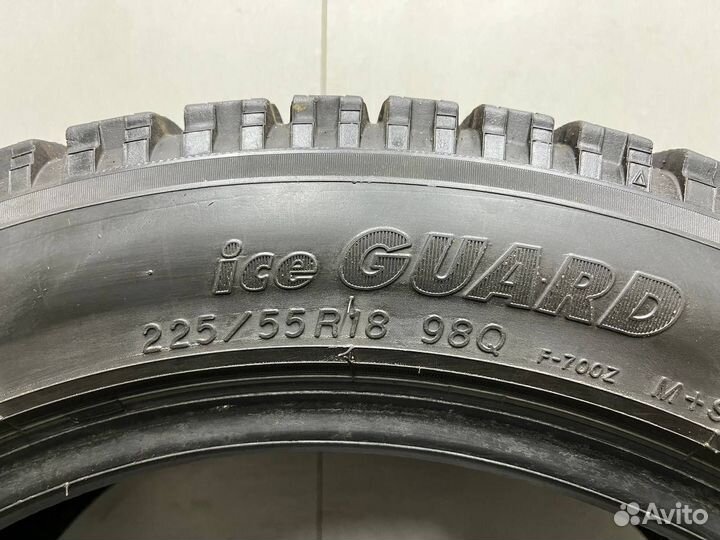 ice GUARD
225/55R18 98Q F-700Z M+S
Avito